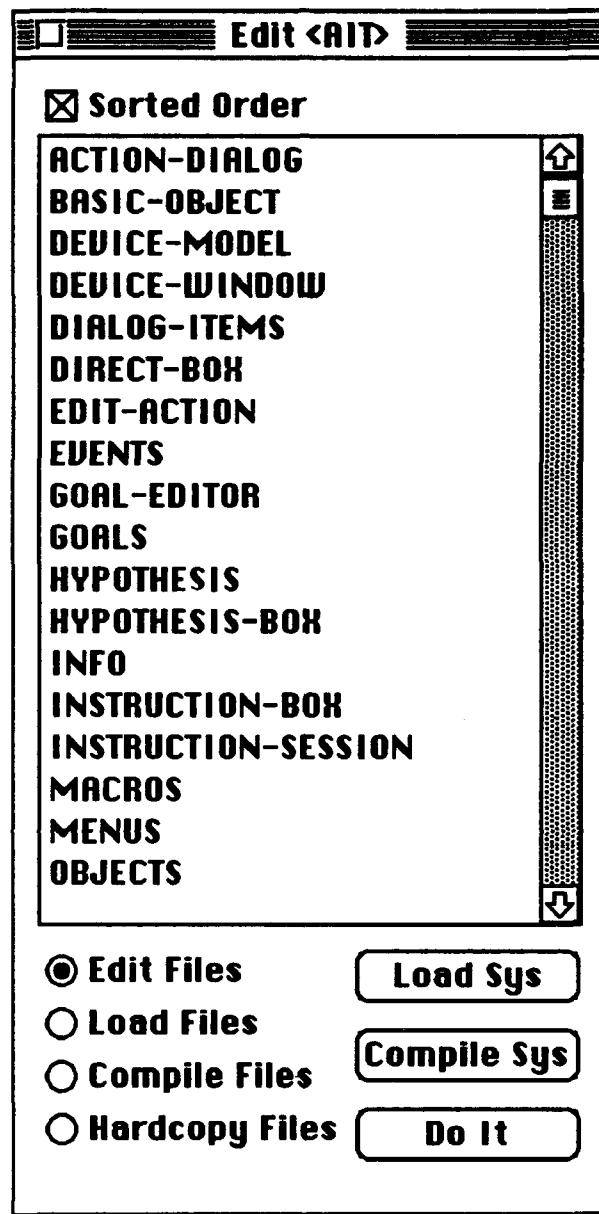 Edit <AIT>
Sorted Order
ACTION-DIALOG
BASIC-OBJECT
DEVICE-MODEL
DEVICE-WINDOW
DIALOG-ITEMS
DIRECT-BOX
EDIT-ACTION
EVENTS
GOAL-EDITOR
GOALS
HYPOTHESIS
HYPOTHESIS-BOX
INFO
INSTRUCTION-BOX
INSTRUCTION-SESSION
MACROS
MENUS
OBJECTS
Edit Files
Load Sys
Load Files
Compile Sys
Compile Files
Hardcopy Files
Do It